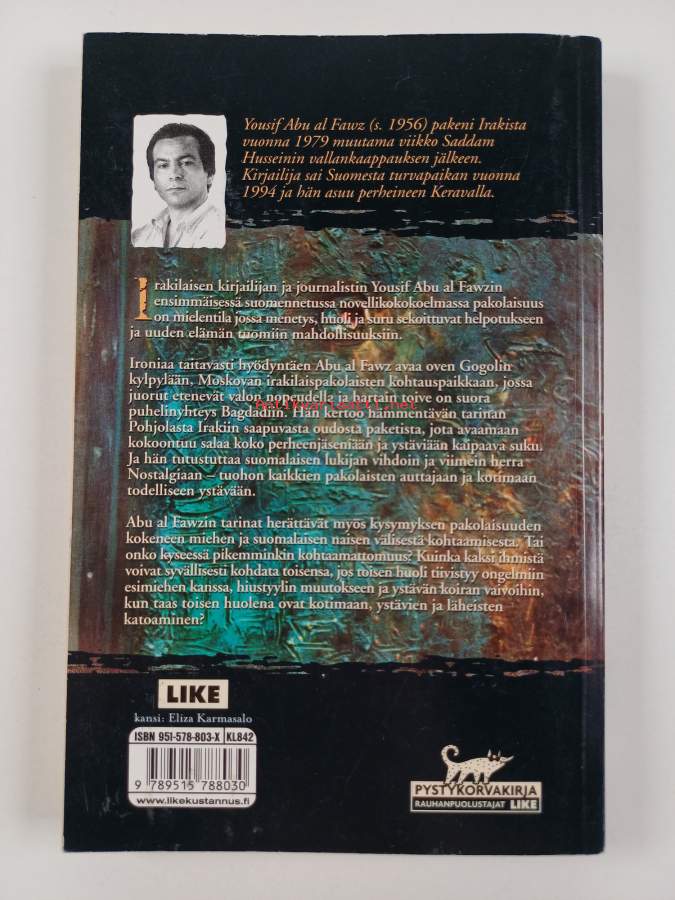 Yousif Abu al Fawz (s. 1956) pakeni Irakista
vuonna 1979 muutama viikko Saddam
Husseinin vallankaappauksen jälkeen.
Kirjailija sai Suomesta turvapaikan vuonna
1994 ja hän asuu perheineen Keravalla.
Irakilaisen kirjailijan ja journalistin Yousif Abu al Fawzin
ensimmäisessä suomennetussa novellikokokoelmassa pakolaisuus
on mielentila jossa menetys, huoli ja suru sekoittuvat helpotukseen
ja uuden elämän tuomiin mahdollisuuksiin.
Ironiaa taitavasti hyödyntäen Abu al Fawz avaa oven Gogolin
kylpylään, Moskovan irakilaispakolaisten kohtauspaikkaan, jossa
juorut etenevät valon nopeudella ja hartain toive on suora
puhelinyhteys Bagdadiin. Hän kertoo hämmentävän tarinan
Pohjolasta Irakiin saapuvasta oudosta paketista, jota avaamaan
kokoontuu salaa koko perheenjäseniään ja ystäviään kaipaava suku.
Ja hän tutustuttaa suomalaisen lukijan vihdoin ja viimein herra
Nostalgiaan – tuohon kaikkien pakolaisten auttajaan ja kotimaan
todelliseen ystävään.
Abu al Fawzin tarinat herättävät myös kysymyksen pakolaisuuden
kokeneen miehen ja suomalaisen naisen välisestä kohtaamisesta. Tai
onko kyseessä pikemminkin kohtaamattomuus? Kuinka kaksi ihmistä
voivat syvällisesti kohdata toisensa, jos toisen huoli tiivistyy ongelmiin
esimiehen kanssa, hiustyylin muutokseen ja ystävän koiran vaivoihin,
kun taas toisen huolena ovat kotimaan, ystävien ja läheisten
katoaminen?
LIKE
kansi: Eliza Karmasalo
ISBN 951-578-803-X KL842
9 789515 788030
www.likekustannus.fi
PYSTYKORVAKIRJA
RAUHANPUOLUSTAJAT LIKE